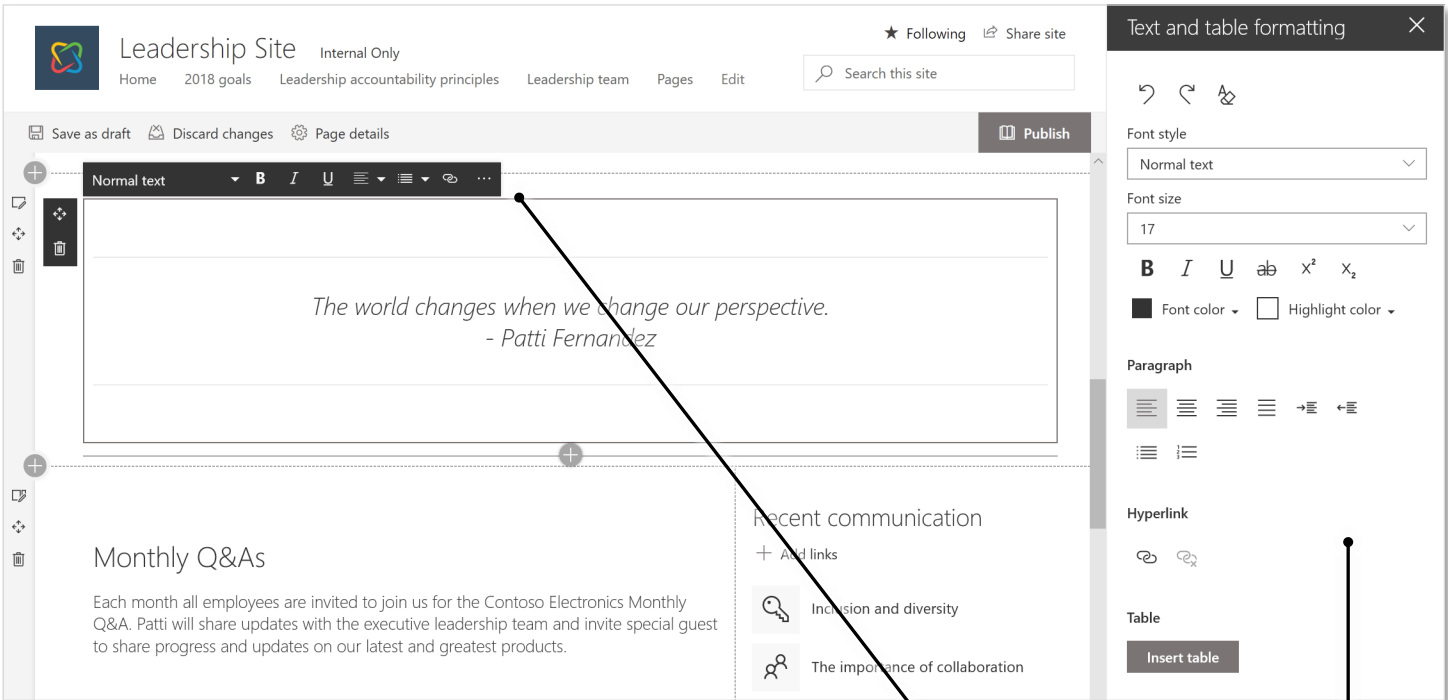 Leadership Site Internal Only
★ Following Share site
Home 2018 goals Leadership accountability principles Leadership team Pages Edit
Search this site
Save as draft Discard changes Page details
Publish
Normal text B I U ...
The world changes when we change our perspective.
- Patti Fernandez
Monthly Q&As
Each month all employees are invited to join us for the Contoso Electronics Monthly
Q&A. Patti will share updates with the executive leadership team and invite special guest
to share progress and updates on our latest and greatest products.
Recent communication
+ Add links
Inclusion and diversity
The importance of collaboration
Text and table formatting
Font style
Normal text
Font size
17
B I U ab x² x₂
Font color Highlight color
Paragraph
Hyperlink
Table
Insert table